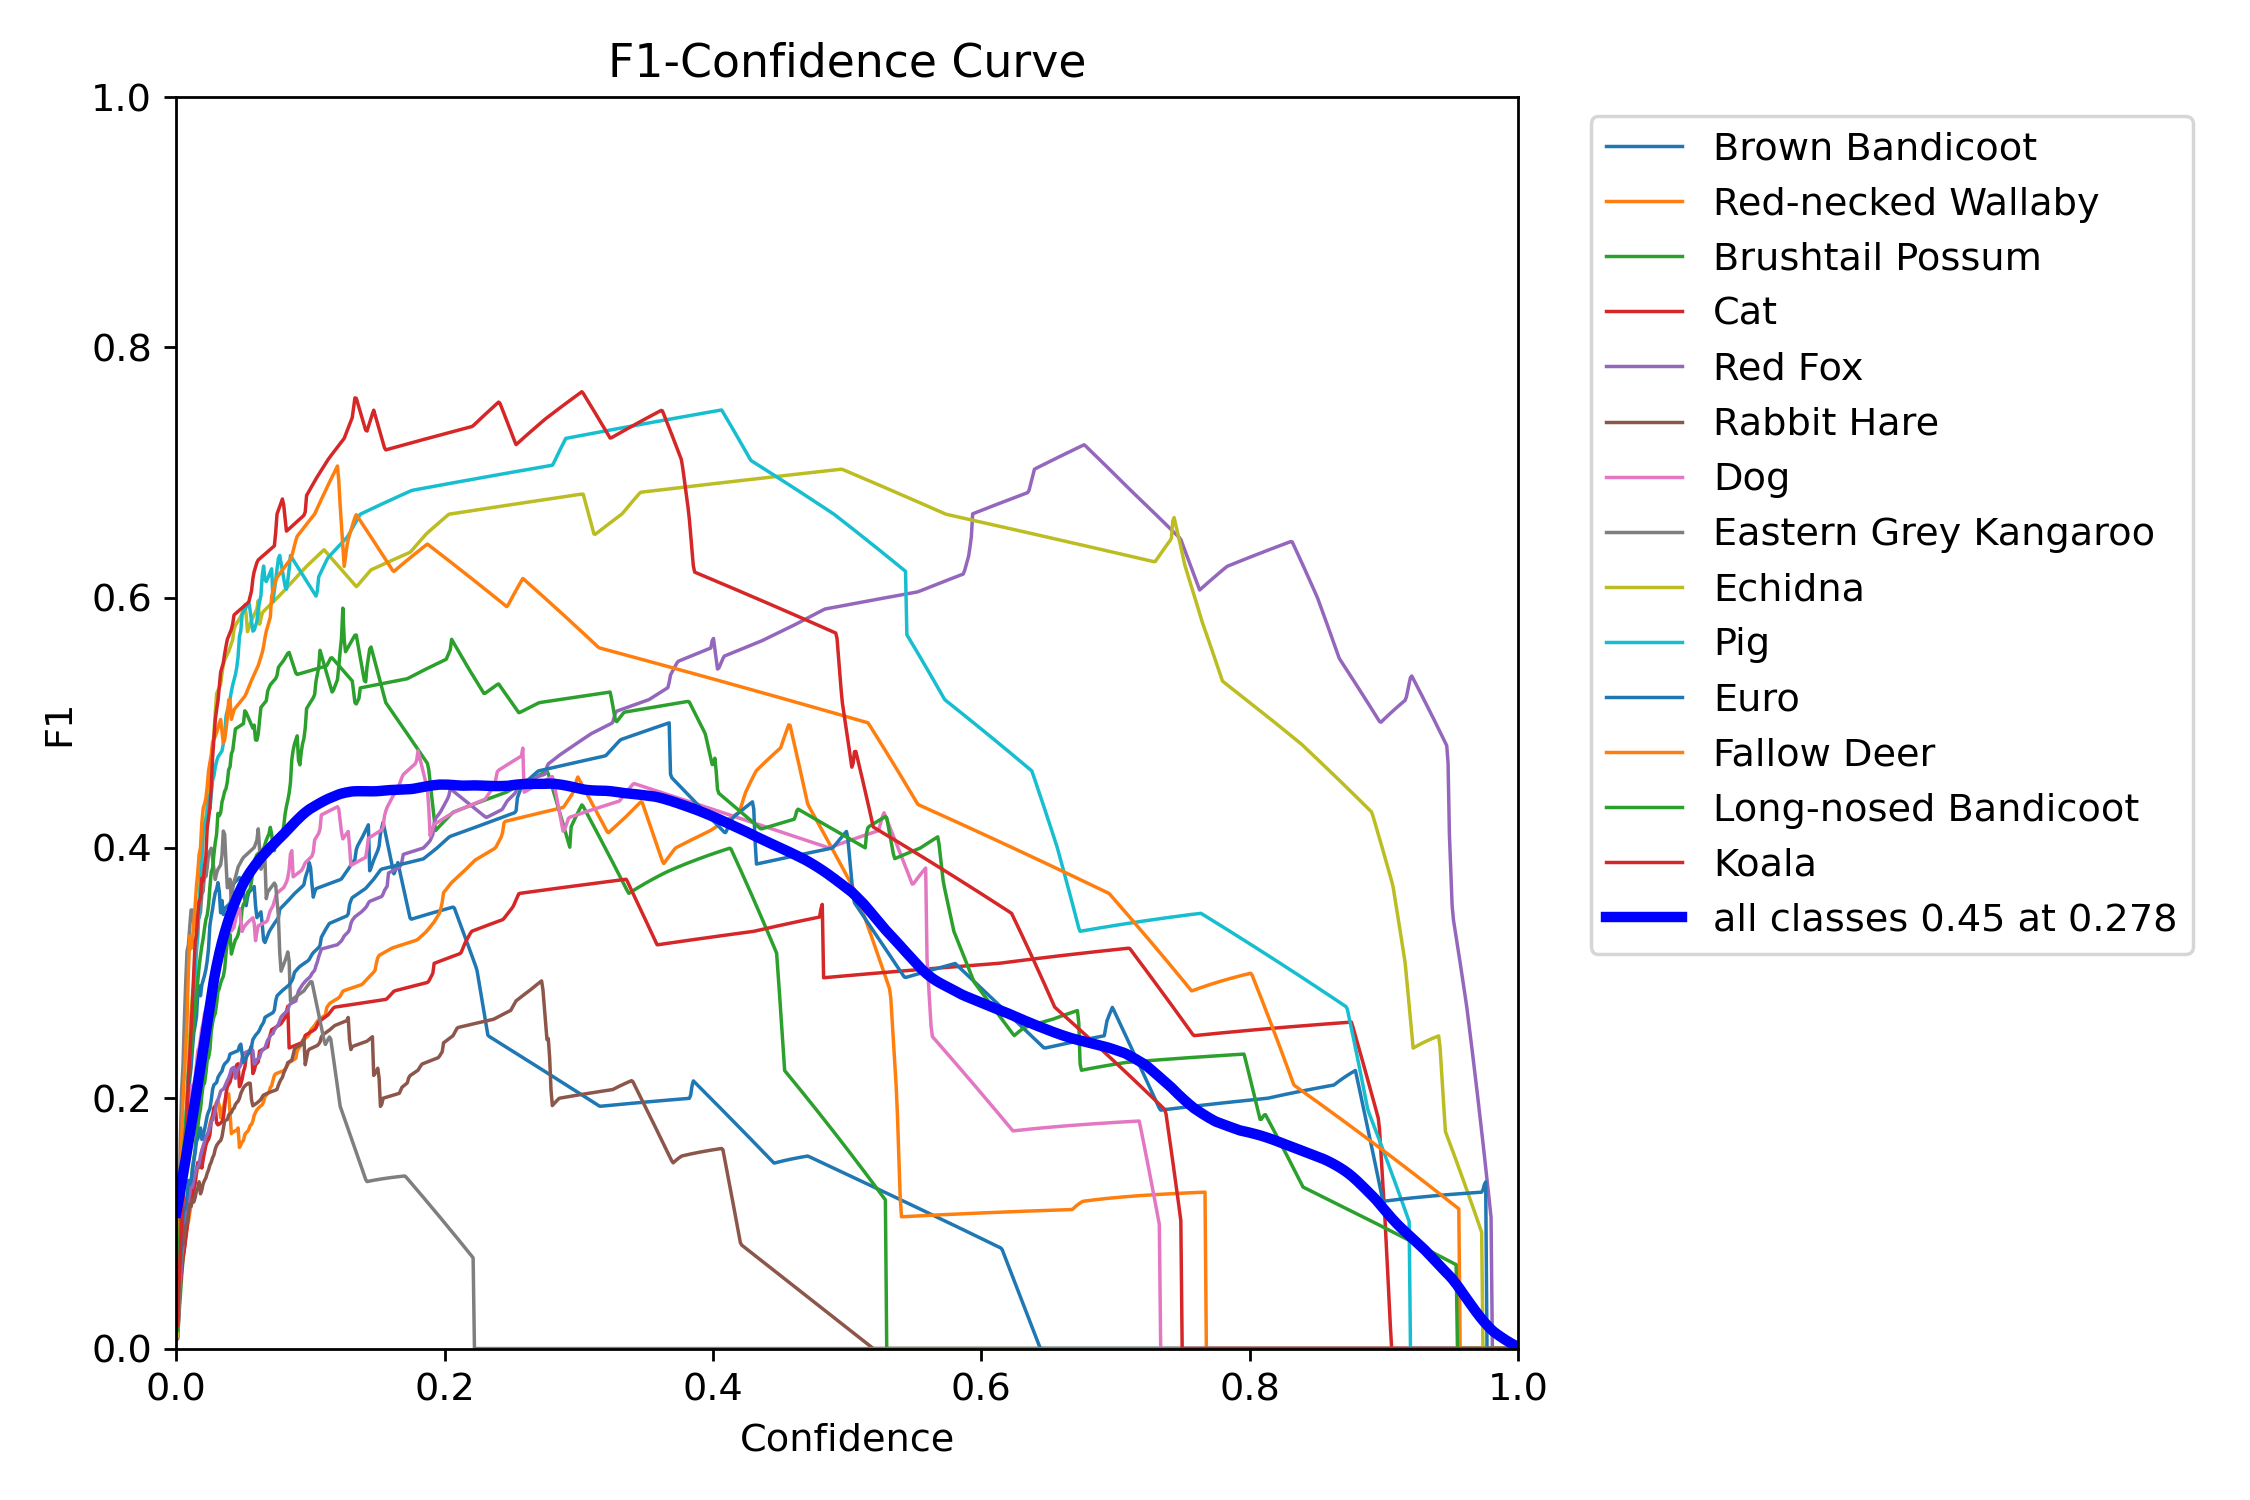 F1-Confidence Curve
1.0
0.8
0.6
0.4
0.2
0.0
F1
0.0 0.2 0.4 0.6 0.8 1.0
Confidence
Brown Bandicoot
Red-necked Wallaby
Brushtail Possum
Cat
Red Fox
Rabbit Hare
Dog
Eastern Grey Kangaroo
Echidna
Pig
Euro
Fallow Deer
Long-nosed Bandicoot
Koala
all classes 0.45 at 0.278